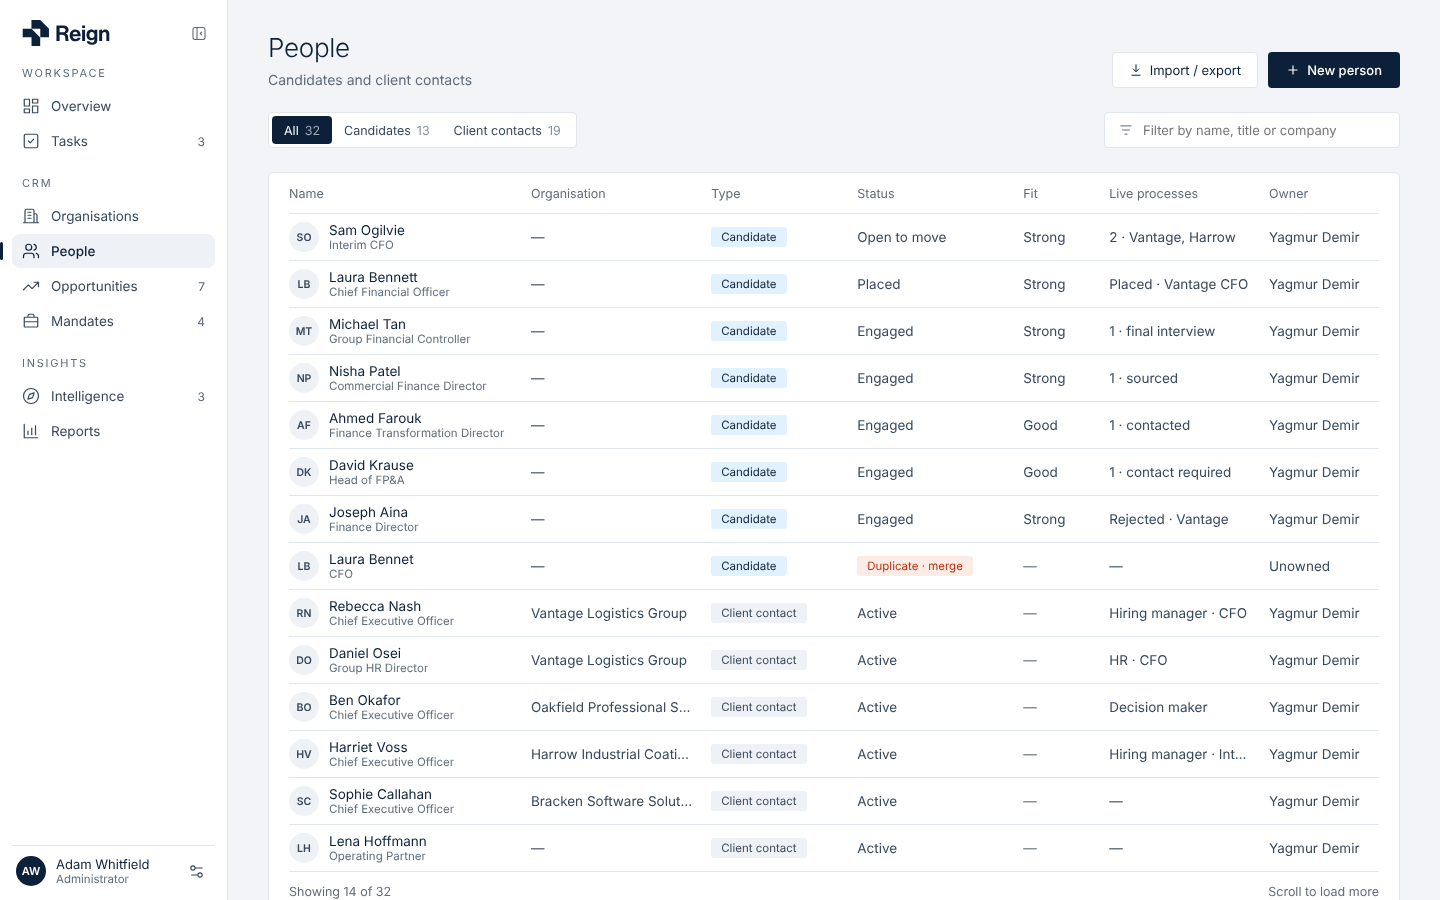 Reign
WORKSPACE
Overview
Tasks 3
CRM
Organisations
People
Opportunities 7
Mandates 4
INSIGHTS
Intelligence 3
Reports
AW Adam Whitfield
Administrator
People
Candidates and client contacts
Import / export
New person
All 32 Candidates 13 Client contacts 19
Filter by name, title or company
Name Organisation Type Status Fit Live processes Owner
SO Sam Ogilvie — Candidate Open to move Strong 2 · Vantage, Harrow Yagmur Demir
Interim CFO
LB Laura Bennett — Candidate Placed Strong Placed · Vantage CFO Yagmur Demir
Chief Financial Officer
MT Michael Tan — Candidate Engaged Strong 1 · final interview Yagmur Demir
Group Financial Controller
NP Nisha Patel — Candidate Engaged Strong 1 · sourced Yagmur Demir
Commercial Finance Director
AF Ahmed Farouk — Candidate Engaged Good 1 · contacted Yagmur Demir
Finance Transformation Director
DK David Krause — Candidate Engaged Good 1 · contact required Yagmur Demir
Head of FP&A
JA Joseph Aina — Candidate Engaged Strong Rejected · Vantage Yagmur Demir
Finance Director
LB Laura Bennet — Candidate Duplicate · merge — — Unowned
CFO
RN Rebecca Nash Vantage Logistics Group Client contact Active — Hiring manager · CFO Yagmur Demir
Chief Executive Officer
DO Daniel Osei Vantage Logistics Group Client contact Active — HR · CFO Yagmur Demir
Group HR Director
BO Ben Okafor Oakfield Professional S... Client contact Active — Decision maker Yagmur Demir
Chief Executive Officer
HV Harriet Voss Harrow Industrial Coati... Client contact Active — Hiring manager · Int... Yagmur Demir
Chief Executive Officer
SC Sophie Callahan Bracken Software Solut... Client contact Active — — Yagmur Demir
Chief Executive Officer
LH Lena Hoffmann — Client contact Active — — Yagmur Demir
Operating Partner
Showing 14 of 32 Scroll to load more